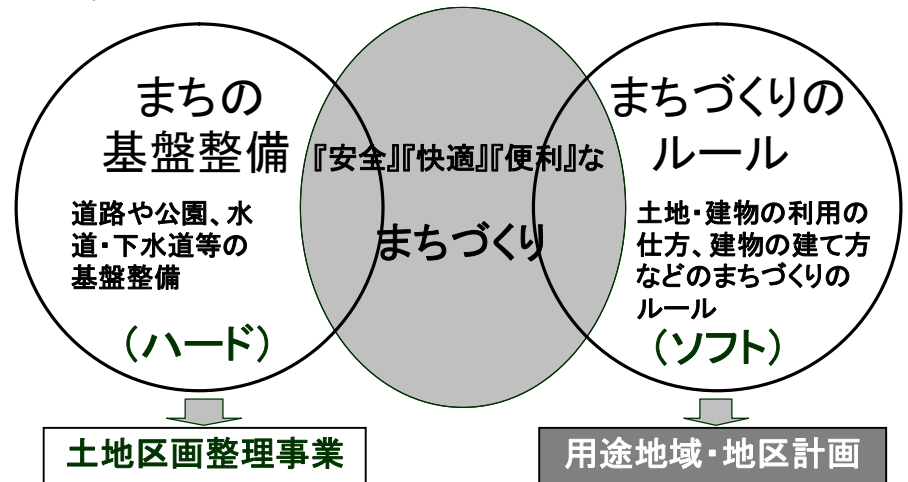 まちの
基盤整備
道路や公園、水
道・下水道等の
基盤整備
（ハード）
土地区画整理事業
『安全』『快適』『便利』な
まちづくり
まちづくりの
ルール
土地・建物の利用の
仕方、建物の建て方
などのまちづくりの
ルール
（ソフト）
用途地域・地区計画